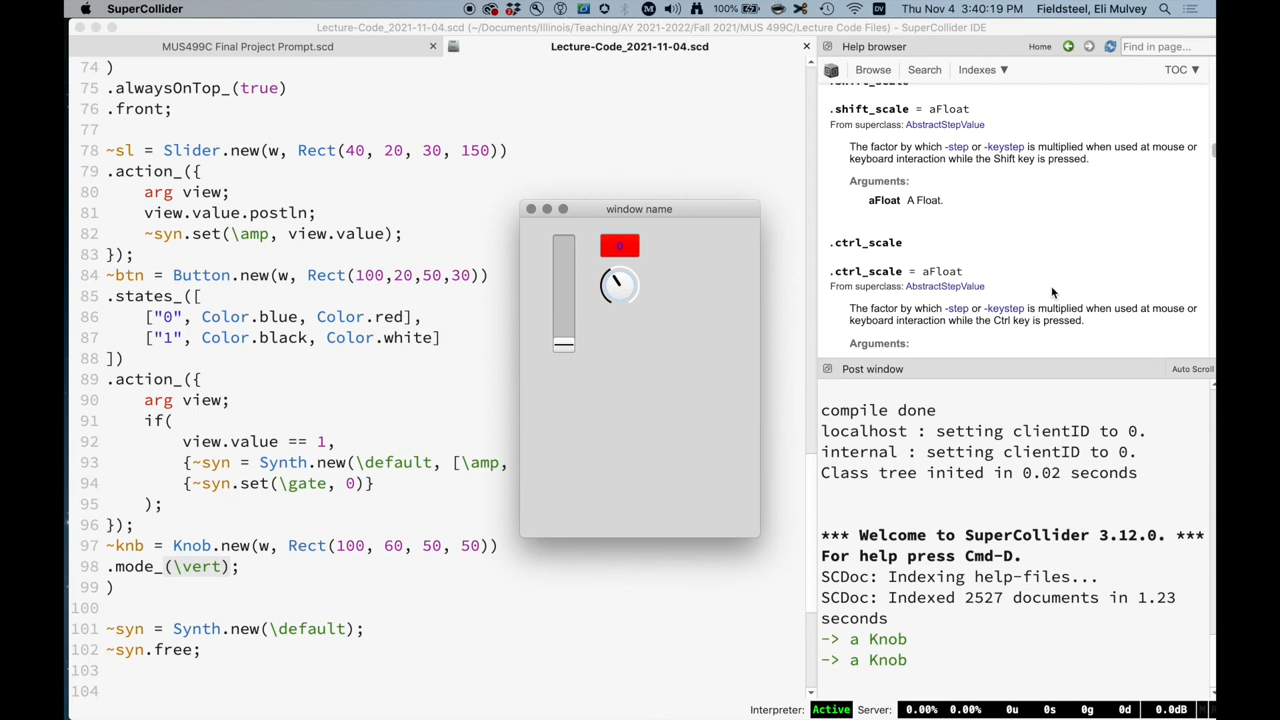 SuperCollider
100%
DV
Thu Nov 4 3:40:19 PM
Fieldsteel, Eli Mulvey
Lecture-Code_2021-11-04.scd (~/Documents/Illinois/Teaching/AY 2021-2022/Fall 2021/MUS 499C/Lecture Code Files) - SuperCollider IDE
MUS499C Final Project Prompt.scd
Lecture-Code_2021-11-04.scd
74 )
75 .alwaysOnTop_(true)
76 .front;
77
78 ~sl = Slider.new(w, Rect(40, 20, 30, 150))
79 .action_({
80 arg view;
81 view.value.postln;
82 ~syn.set(\amp, view.value);
83 });
84 ~btn = Button.new(w, Rect(100,20,50,30))
85 .states_([
86 ["0", Color.blue, Color.red],
87 ["1", Color.black, Color.white]
88 ])
89 .action_({
90 arg view;
91 if(
92 view.value == 1,
93 {~syn = Synth.new(\default, [\amp,
94 {~syn.set(\gate, 0)}
95 );
96 });
97 ~knb = Knob.new(w, Rect(100, 60, 50, 50))
98 .mode_(\vert);
99 )
100
101 ~syn = Synth.new(\default);
102 ~syn.free;
103
104
window name
0
Help browser
Home
Find in page...
Browse
Search
Indexes ▼
TOC ▼
.shift_scale
.shift_scale = aFloat
From superclass: AbstractStepValue
The factor by which -step or -keystep is multiplied when used at mouse or
keyboard interaction while the Shift key is pressed.
Arguments:
aFloat A Float.
.ctrl_scale
.ctrl_scale = aFloat
From superclass: AbstractStepValue
The factor by which -step or -keystep is multiplied when used at mouse or
keyboard interaction while the Ctrl key is pressed.
Arguments:
Post window
Auto Scroll
compile done
localhost : setting clientID to 0.
internal : setting clientID to 0.
Class tree inited in 0.02 seconds
*** Welcome to SuperCollider 3.12.0. ***
For help press Cmd-D.
SCDoc: Indexing help-files...
SCDoc: Indexed 2527 documents in 1.23
seconds
-> a Knob
-> a Knob
Interpreter: Active Server: 0.00% 0.00% 0u 0s 0g 0d 0.0dB